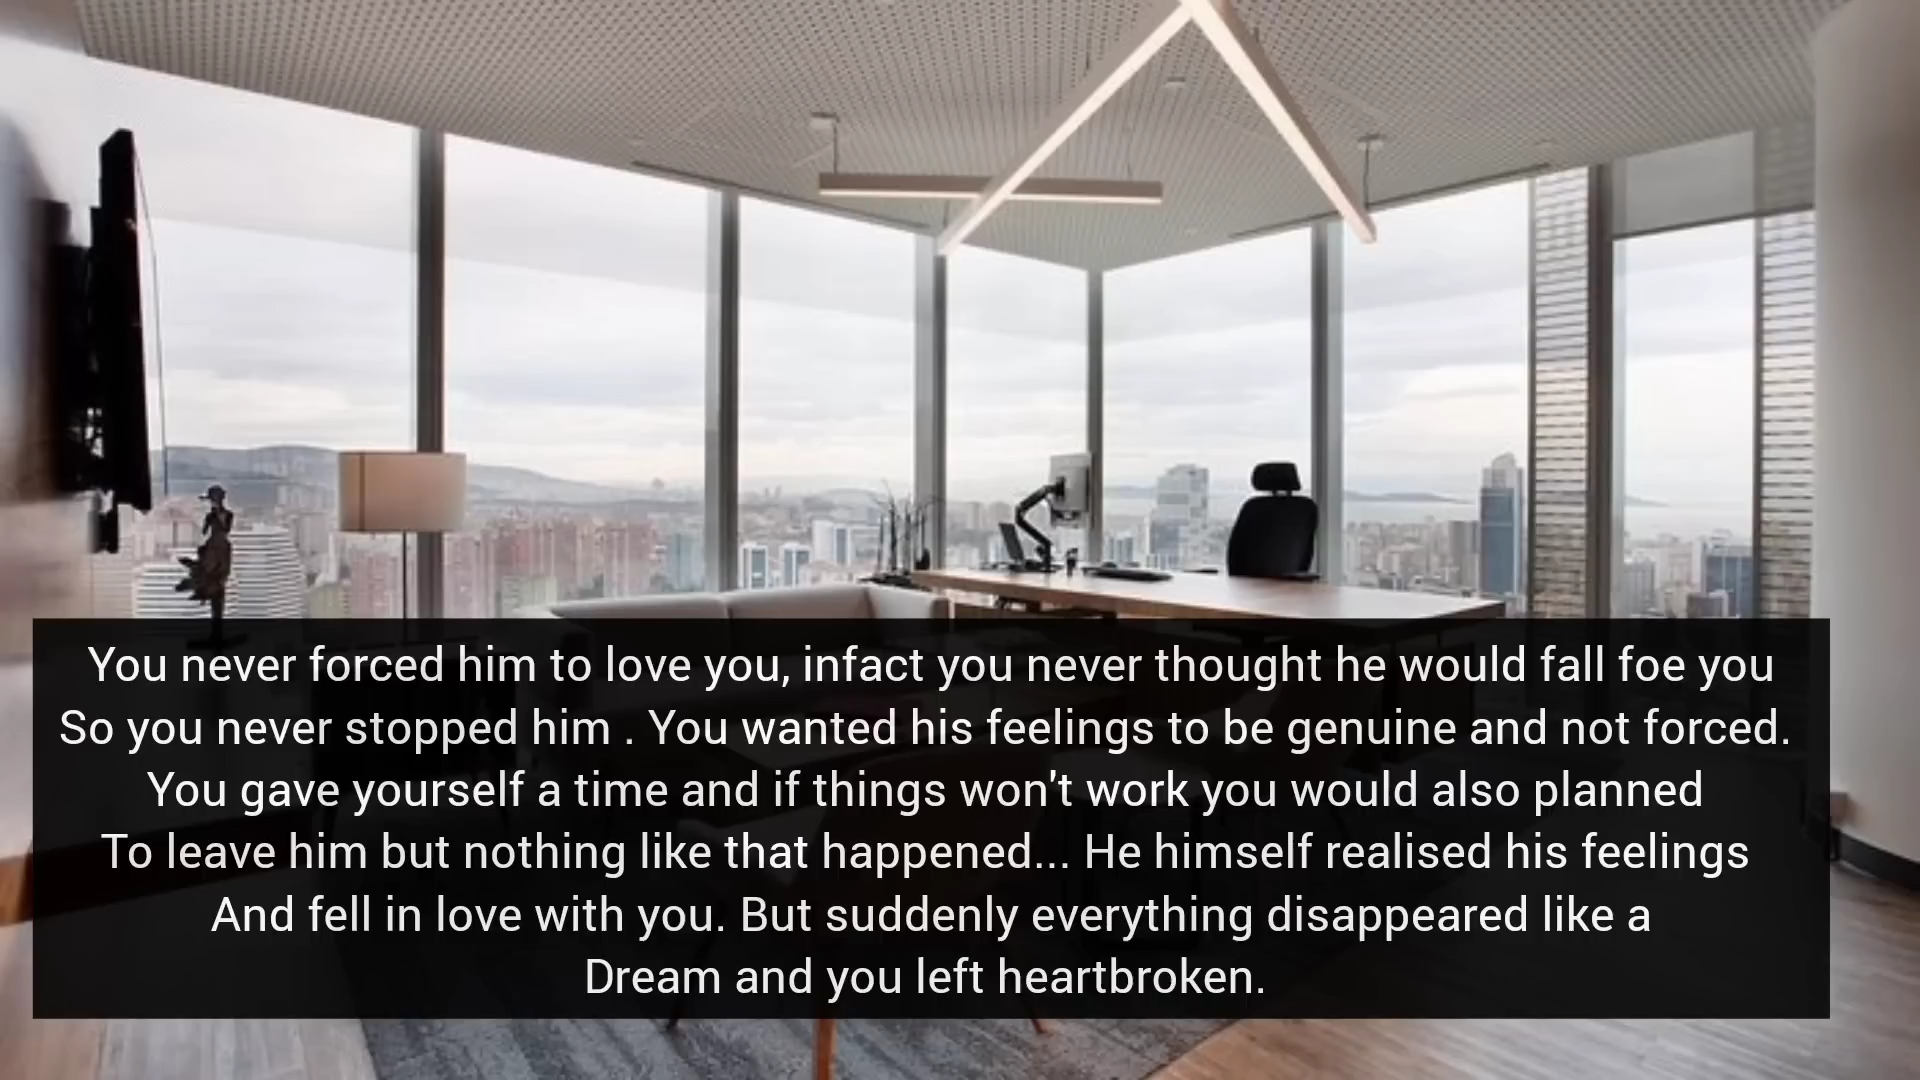 You never forced him to love you, infact you never thought he would fall foe you
So you never stopped him . You wanted his feelings to be genuine and not forced.
You gave yourself a time and if things won't work you would also planned
To leave him but nothing like that happened... He himself realised his feelings
And fell in love with you. But suddenly everything disappeared like a
Dream and you left heartbroken.